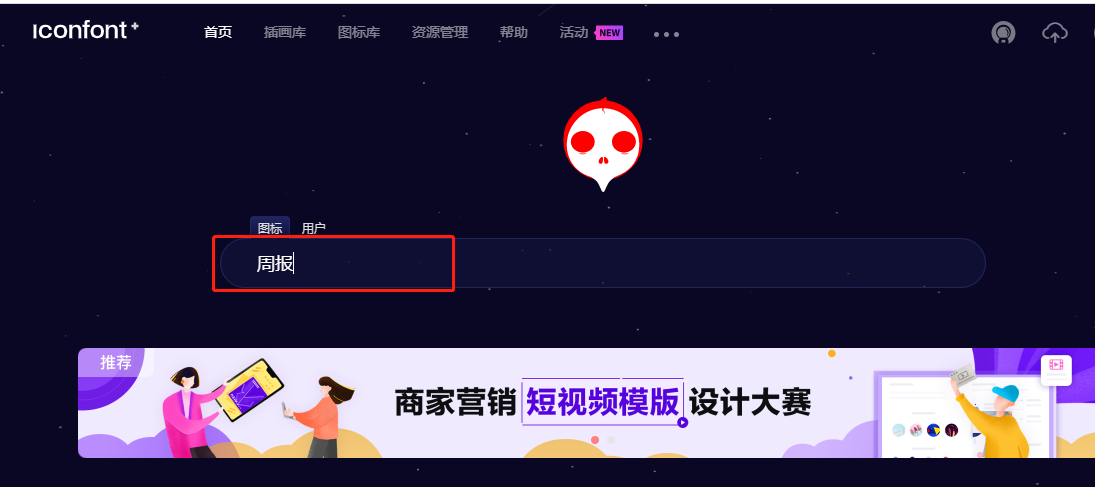 iconfont+
首页 插画库 图标库 资源管理 帮助 活动 NEW
图标 用户
周报
推荐
商家营销 短视频模版 设计大赛